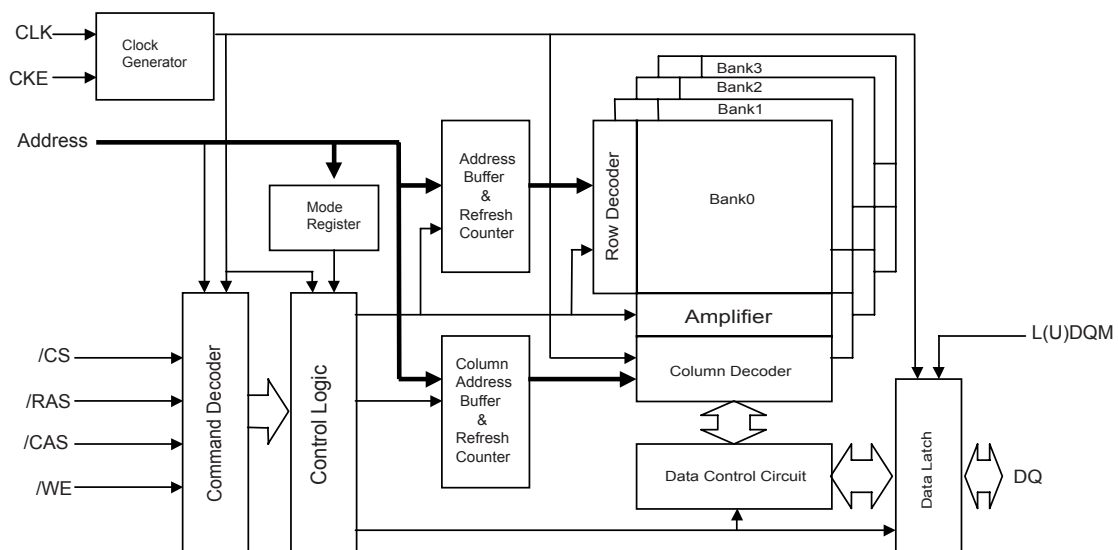 CLK
CKE
Clock
Generator
Address
Mode
Register
Address
Buffer
&
Refresh
Counter
Row Decoder
Bank3
Bank2
Bank1
Bank0
Amplifier
Column Decoder
L(U)DQM
/CS
/RAS
/CAS
/WE
Command Decoder
Control Logic
Column
Address
Buffer
&
Refresh
Counter
Data Control Circuit
Data Latch
DQ